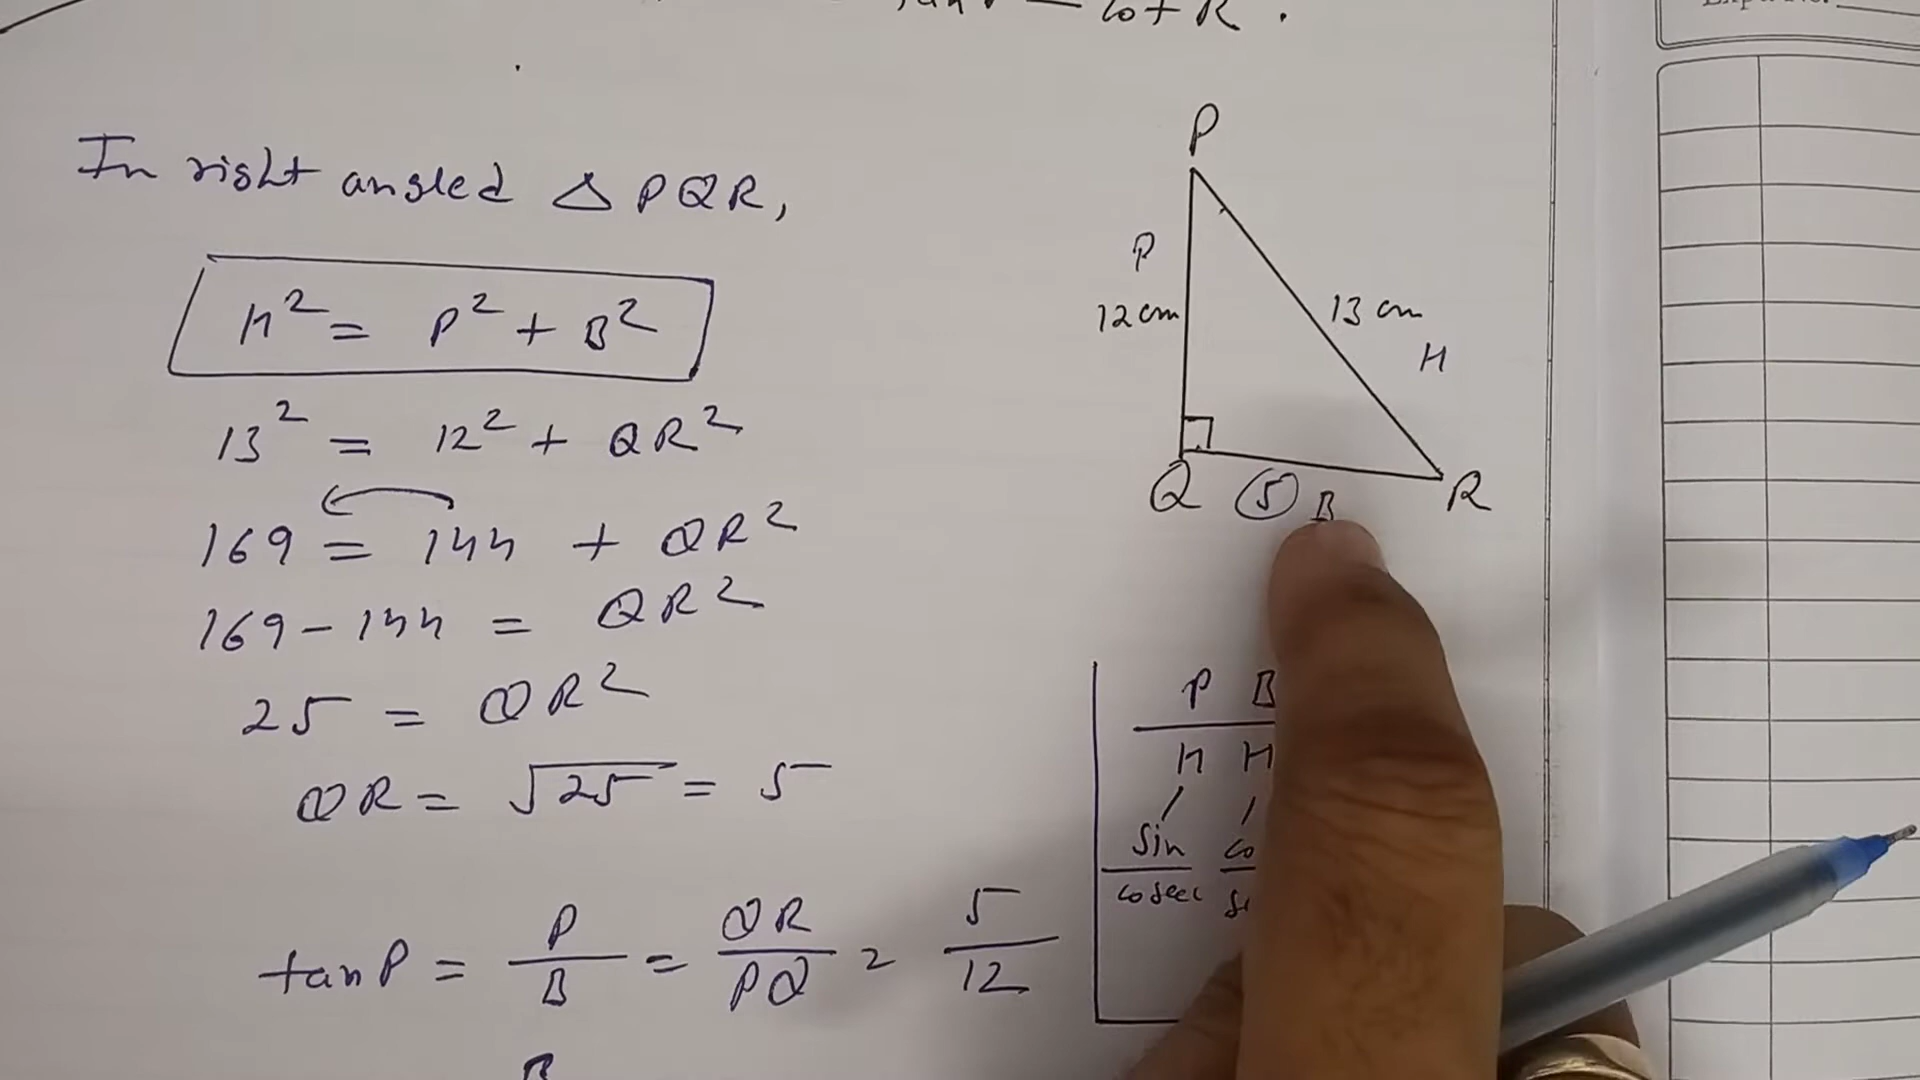 cot R.
In right angled △ PQR,
H² = P² + B²
13² = 12² + QR²
169 = 144 + QR²
169 - 144 = QR²
25 = QR²
QR = √25 = 5
tan P = P/B = QR/PQ = 5/12
B
P
P
12 cm
13 cm
H
Q 5 B R
P B
H H
sin
cosec